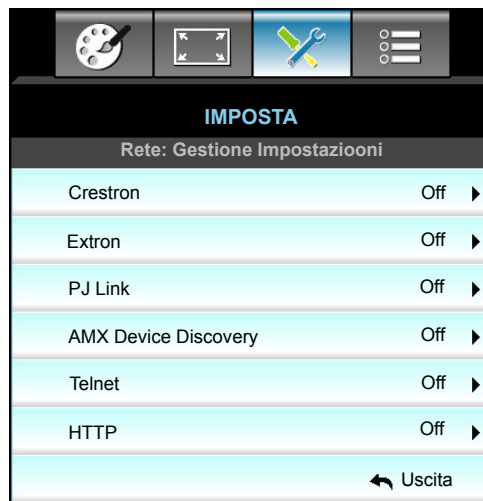 IMPOSTA
Rete: Gestione Impostaziooni
Crestron Off
Extron Off
PJ Link Off
AMX Device Discovery Off
Telnet Off
HTTP Off
Uscita